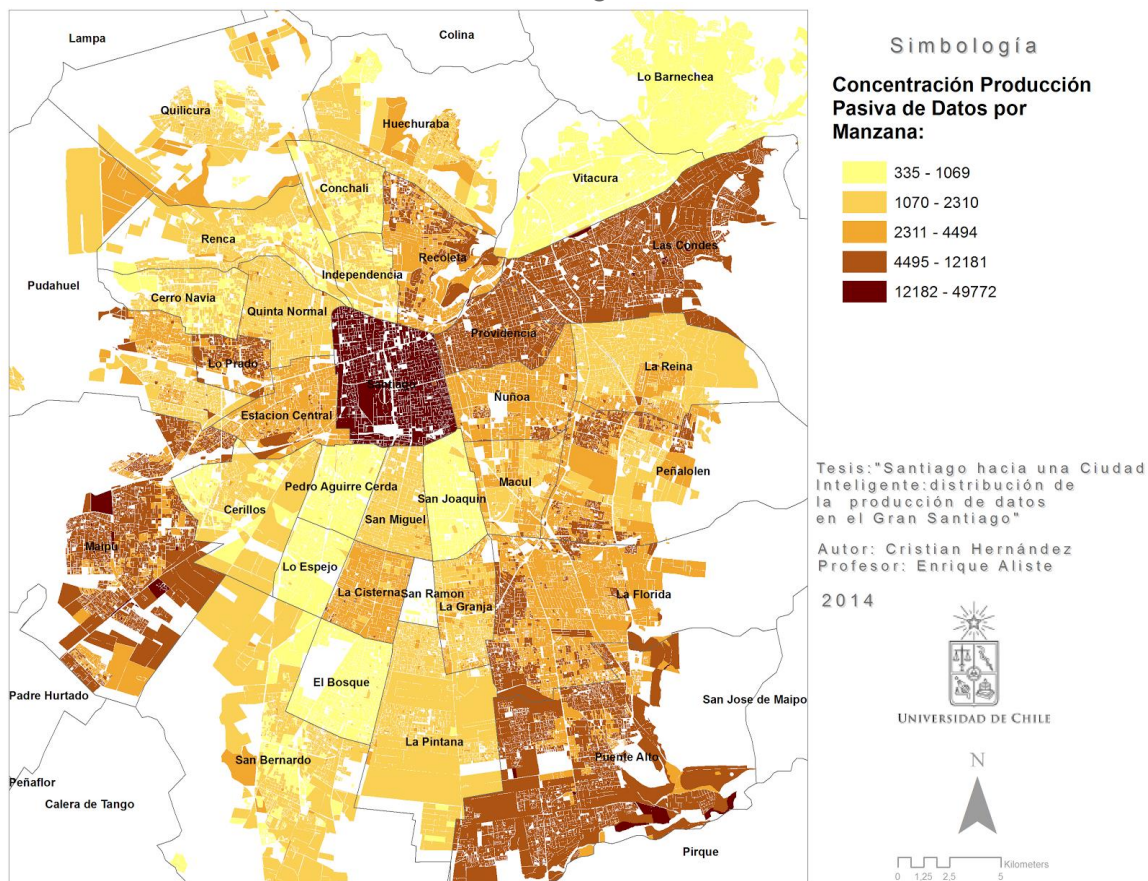 Lampa
Colina
Lo Barnechea
Quilicura
Huechuraba
Vitacura
Conchali
Renca
Las Condes
Recoleta
Independencia
Pudahuel
Cerro Navia
Quinta Normal
Providencia
Lo Prado
La Reina
Santiago
Ñuñoa
Estacion Central
Peñalolen
Pedro Aguirre Cerda
Macul
San Joaquin
Cerillos
San Miguel
Maipu
Lo Espejo
La Cisterna
San Ramon
La Granja
La Florida
El Bosque
Padre Hurtado
San Jose de Maipo
La Pintana
San Bernardo
Puente Alto
Peñaflor
Calera de Tango
Pirque
Simbología
Concentración Producción
Pasiva de Datos por
Manzana:
335 - 1069
1070 - 2310
2311 - 4494
4495 - 12181
12182 - 49772
Tesis:"Santiago hacia una Ciudad
Inteligente:distribución de
la producción de datos
en el Gran Santiago"
Autor: Cristian Hernández
Profesor: Enrique Aliste
2014
UNIVERSIDAD DE CHILE
N
Kilometers
0 1,25 2,5 5